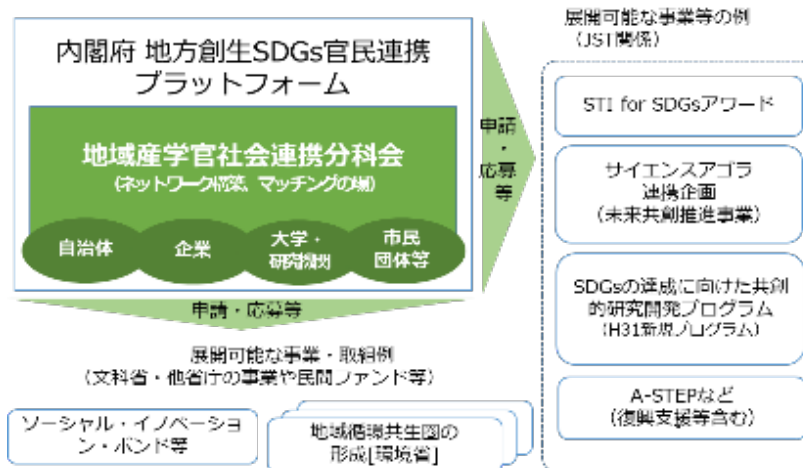 内閣府 地方創生SDGs官民連携
プラットフォーム
地域産学官社会連携分科会
(ネットワーク構築、マッチングの場)
自治体
企業
大学・
研究機関
市民
団体等
申請
・
応募
等
申請・応募等
展開可能な事業・取組例
(文科省・他省庁の事業や民間ファンド等)
ソーシャル・イノベーショ
ン・ボンド等
地域循環共生圏の
形成[環境省]
展開可能な事業等の例
(JST関係)
STI for SDGsアワード
サイエンスアゴラ
連携企画
(未来共創推進事業)
SDGsの達成に向けた共創
的研究開発プログラム
(H31新規プログラム)
A-STEPなど
(復興支援等含む)